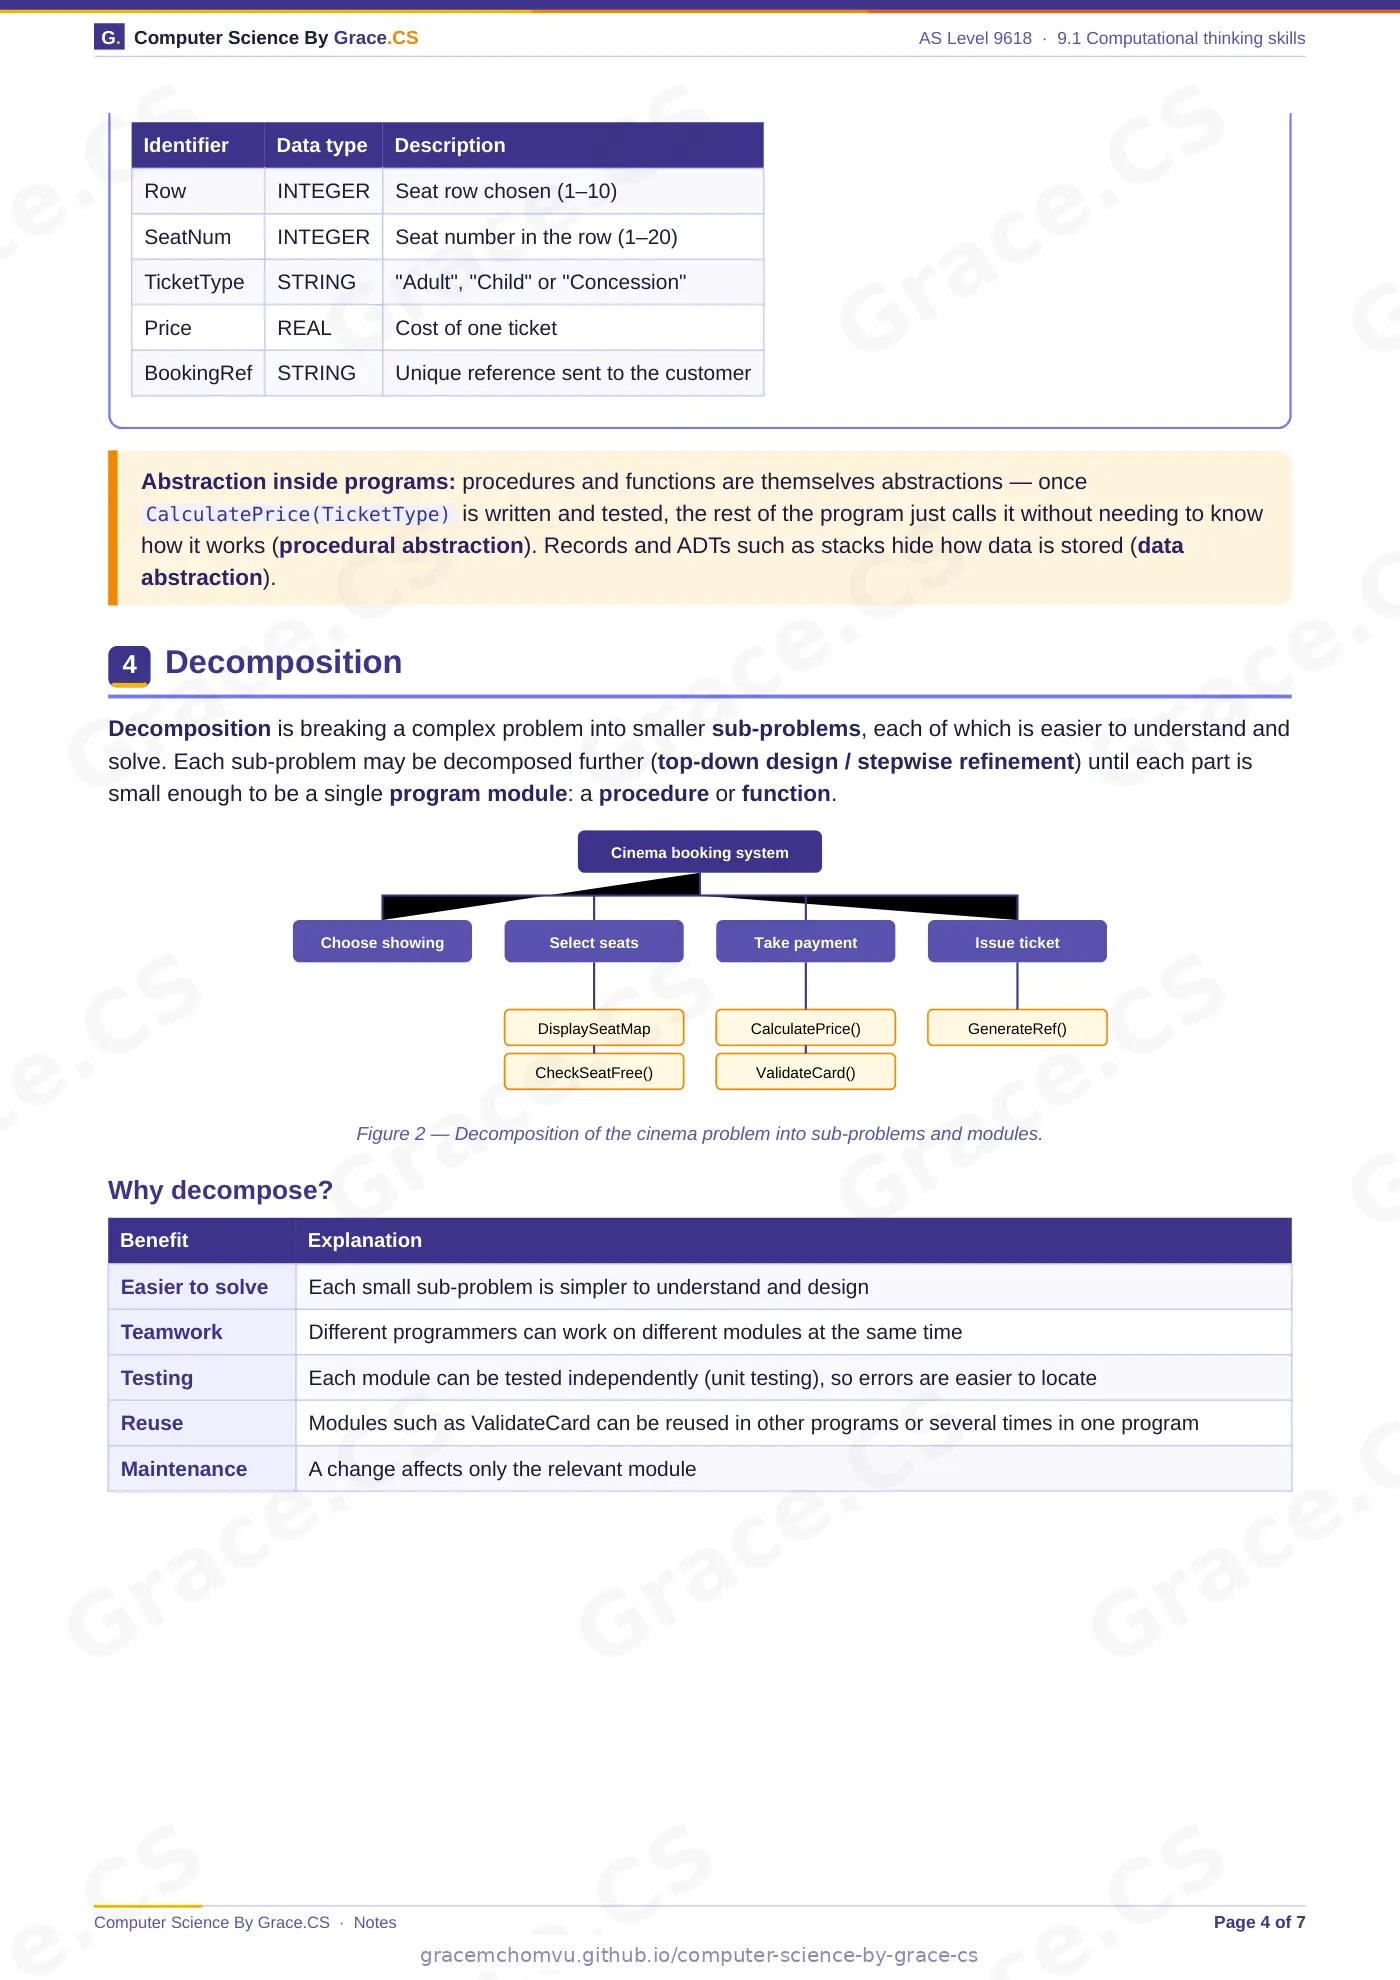 G. Computer Science By Grace.CS
AS Level 9618 · 9.1 Computational thinking skills
Identifier Data type Description
Row INTEGER Seat row chosen (1–10)
SeatNum INTEGER Seat number in the row (1–20)
TicketType STRING "Adult", "Child" or "Concession"
Price REAL Cost of one ticket
BookingRef STRING Unique reference sent to the customer
Abstraction inside programs: procedures and functions are themselves abstractions — once
CalculatePrice(TicketType) is written and tested, the rest of the program just calls it without needing to know
how it works (procedural abstraction). Records and ADTs such as stacks hide how data is stored (data
abstraction).
4 Decomposition
Decomposition is breaking a complex problem into smaller sub-problems, each of which is easier to understand and
solve. Each sub-problem may be decomposed further (top-down design / stepwise refinement) until each part is
small enough to be a single program module: a procedure or function.
Cinema booking system
Choose showing Select seats Take payment Issue ticket
DisplaySeatMap CalculatePrice() GenerateRef()
CheckSeatFree() ValidateCard()
Figure 2 — Decomposition of the cinema problem into sub-problems and modules.
Why decompose?
Benefit Explanation
Easier to solve Each small sub-problem is simpler to understand and design
Teamwork Different programmers can work on different modules at the same time
Testing Each module can be tested independently (unit testing), so errors are easier to locate
Reuse Modules such as ValidateCard can be reused in other programs or several times in one program
Maintenance A change affects only the relevant module
Computer Science By Grace.CS · Notes
Page 4 of 7
gracemchomvu.github.io/computer-science-by-grace-cs